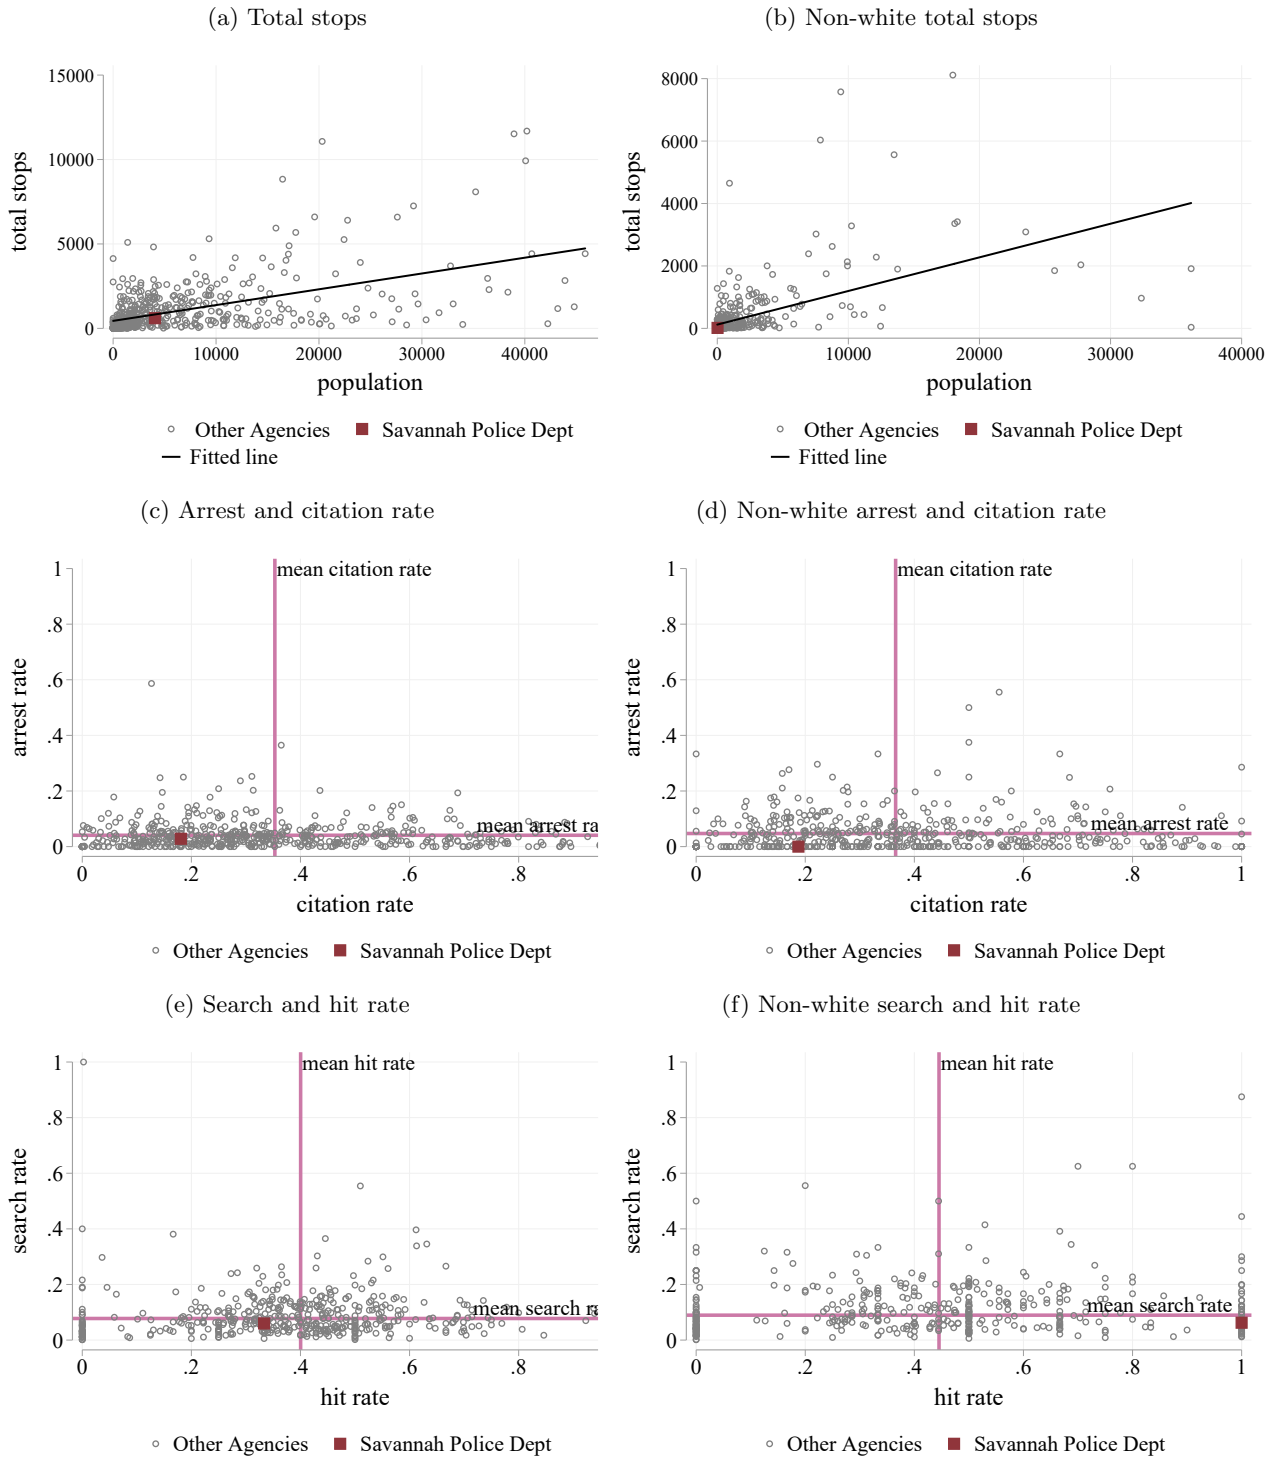 (a) Total stops
(b) Non-white total stops
total stops
15000
10000
5000
0
0 10000 20000 30000 40000
population
Other Agencies Savannah Police Dept
Fitted line
total stops
8000
6000
4000
2000
0
0 10000 20000 30000 40000
population
Other Agencies Savannah Police Dept
Fitted line
(c) Arrest and citation rate
(d) Non-white arrest and citation rate
arrest rate
1
.8
.6
.4
.2
0
mean citation rate
mean arrest ra
0 .2 .4 .6 .8
citation rate
Other Agencies Savannah Police Dept
arrest rate
1
.8
.6
.4
.2
0
mean citation rate
mean arrest rate
0 .2 .4 .6 .8 1
citation rate
Other Agencies Savannah Police Dept
(e) Search and hit rate
(f) Non-white search and hit rate
search rate
1
.8
.6
.4
.2
0
mean hit rate
mean search ra
0 .2 .4 .6 .8
hit rate
Other Agencies Savannah Police Dept
search rate
1
.8
.6
.4
.2
0
mean hit rate
mean search rate
0 .2 .4 .6 .8 1
hit rate
Other Agencies Savannah Police Dept